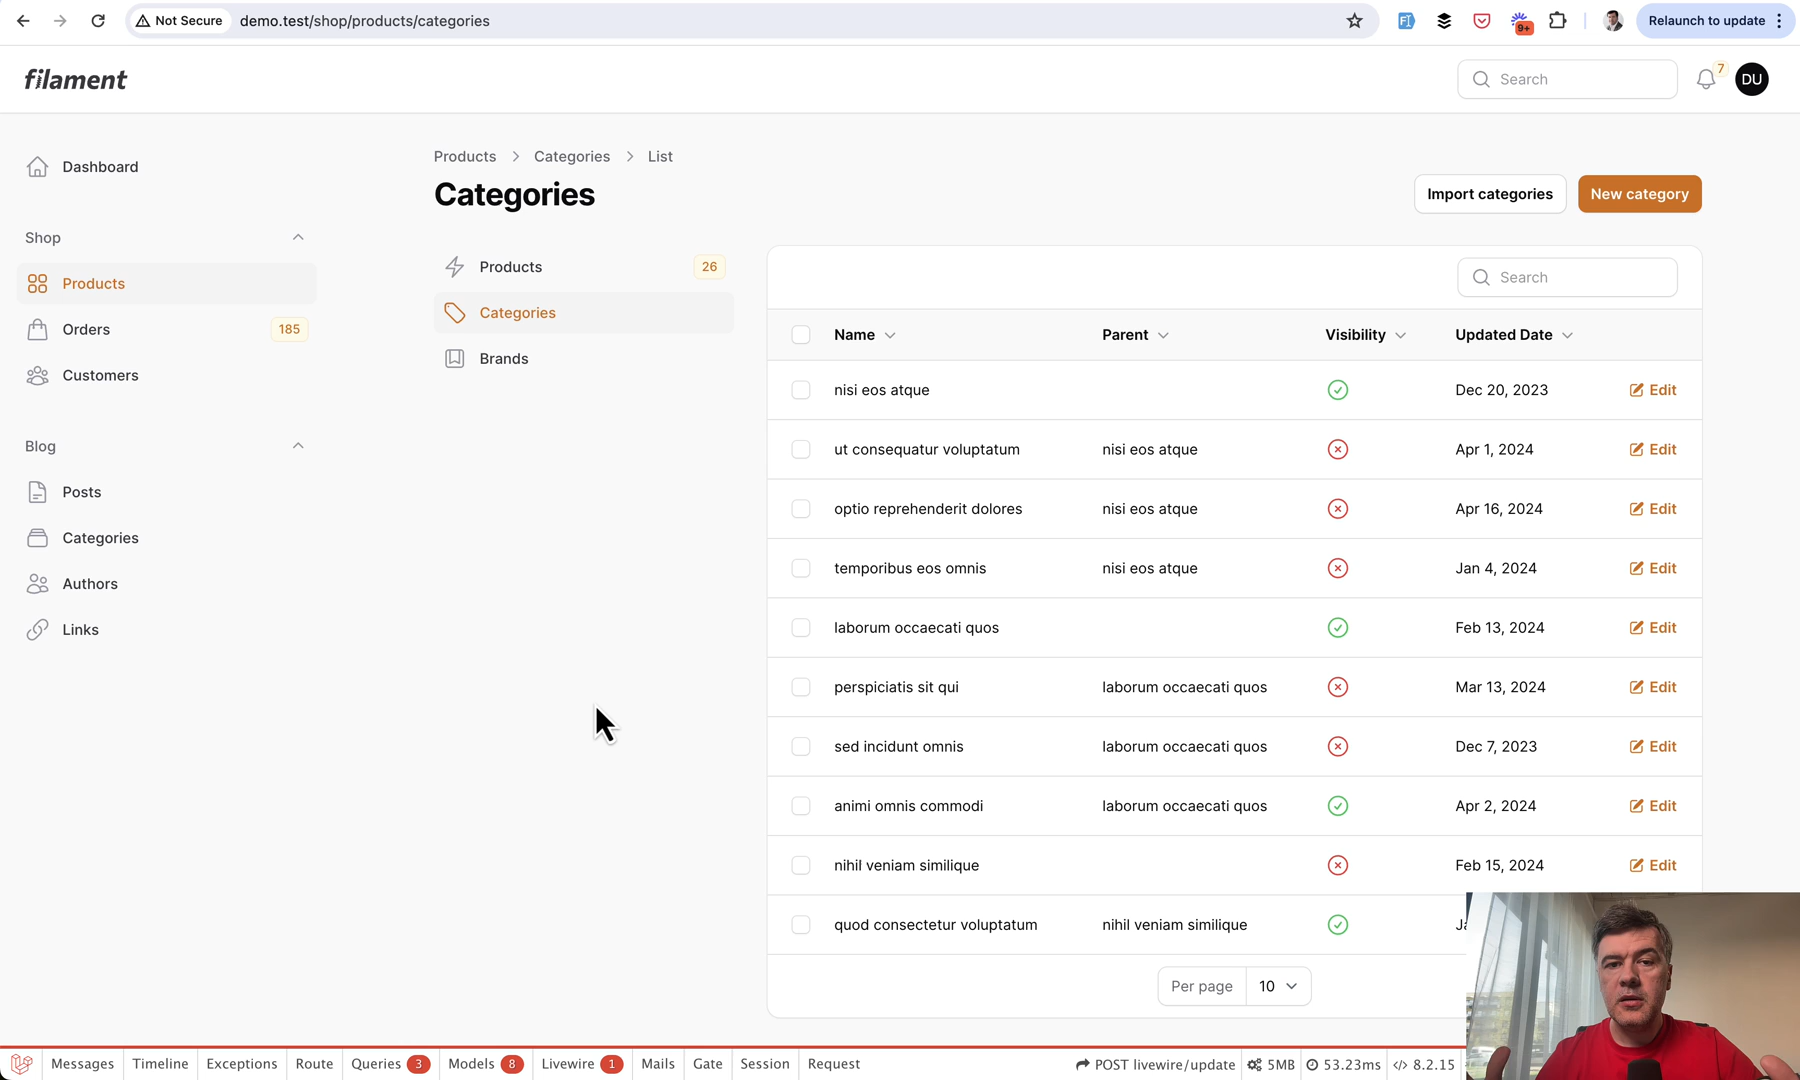 Not Secure demo.test/shop/products/categories 9+ Relaunch to update
filament Search 7 DU
Dashboard
Shop
Products
Orders 185
Customers
Blog
Posts
Categories
Authors
Links
Products > Categories > List
Categories
Import categories New category
Products 26
Categories
Brands
Search
Name Parent Visibility Updated Date
nisi eos atque Dec 20, 2023 Edit
ut consequatur voluptatum nisi eos atque Apr 1, 2024 Edit
optio reprehenderit dolores nisi eos atque Apr 16, 2024 Edit
temporibus eos omnis nisi eos atque Jan 4, 2024 Edit
laborum occaecati quos Feb 13, 2024 Edit
perspiciatis sit qui laborum occaecati quos Mar 13, 2024 Edit
sed incidunt omnis laborum occaecati quos Dec 7, 2023 Edit
animi omnis commodi laborum occaecati quos Apr 2, 2024 Edit
nihil veniam similique Feb 15, 2024 Edit
quod consectetur voluptatum nihil veniam similique
Per page 10
Messages Timeline Exceptions Route Queries 3 Models 8 Livewire 1 Mails Gate Session Request POST livewire/update 5MB 53.23ms 8.2.15